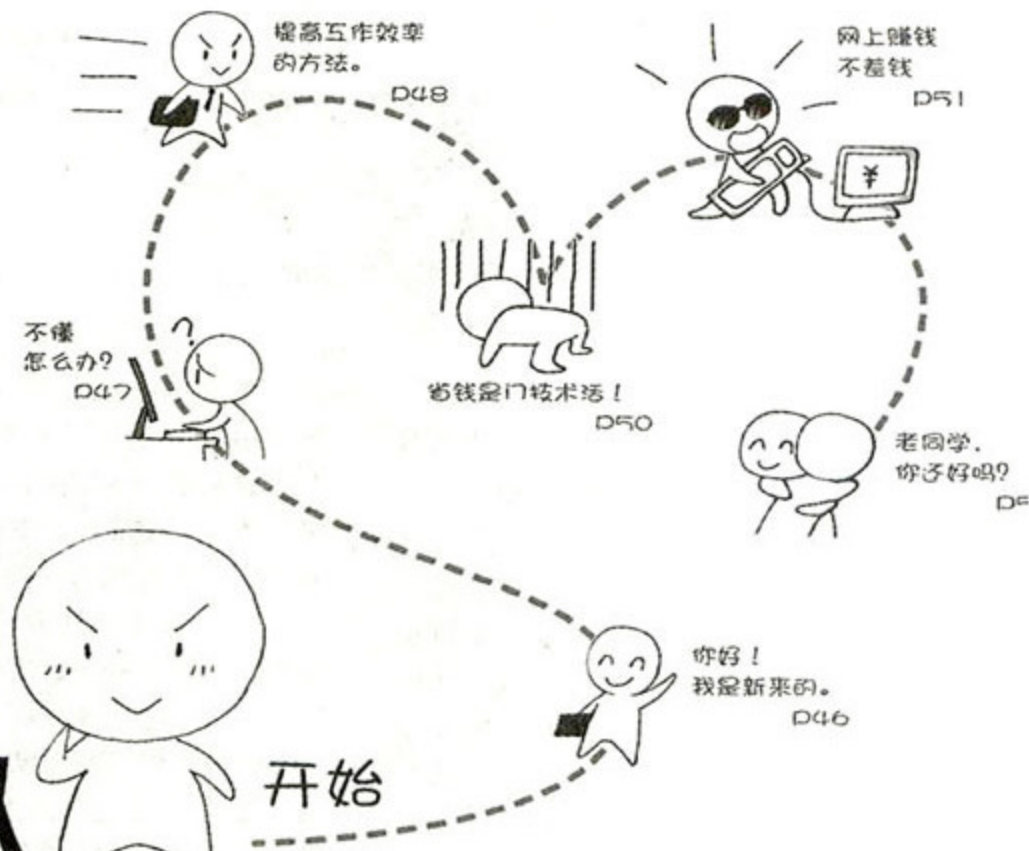 提高工作效率
的方法。
P48
网上赚钱
不差钱
P51
¥
不懂
怎么办?
P47
?
省钱是门技术活!
P50
老同学,
你还好吗?
你好!
我是新来的。
P46
开始